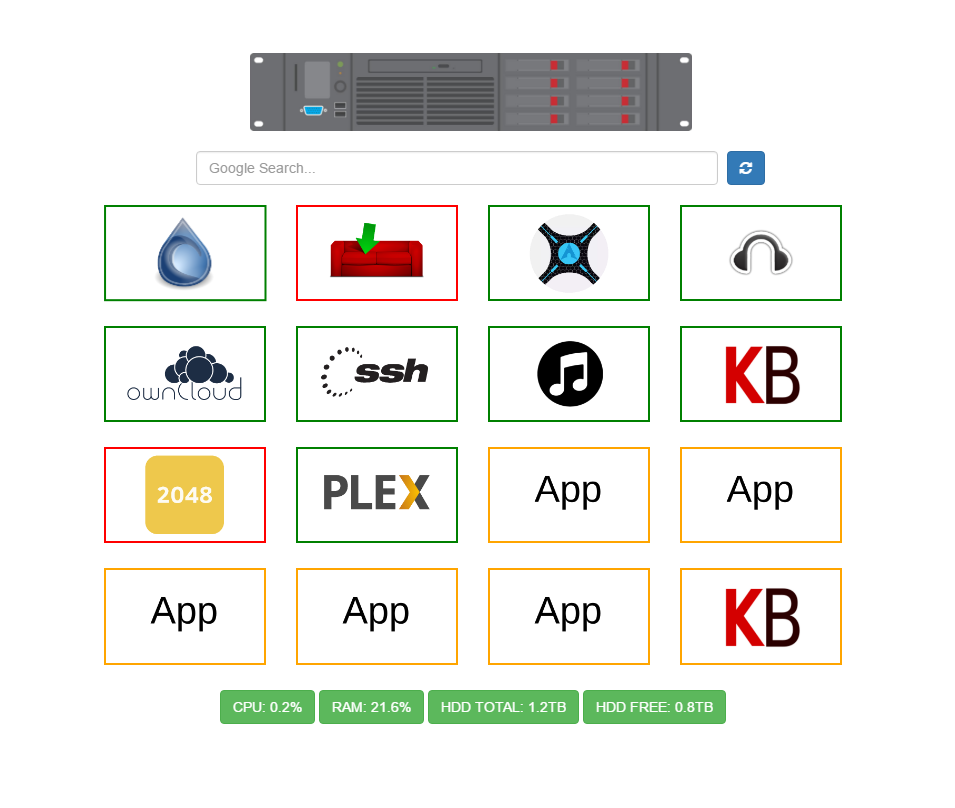 Google Search...
ownCloud
ssh
KB
2048
PLEX
App
App
App
App
App
KB
CPU: 0.2%
RAM: 21.6%
HDD TOTAL: 1.2TB
HDD FREE: 0.8TB